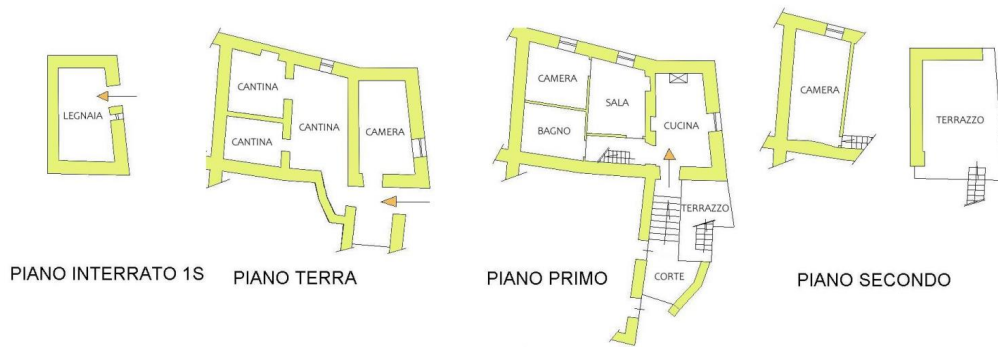 LEGNAIA
PIANO INTERRATO 1S
CANTINA
CANTINA
CANTINA
CAMERA
PIANO TERRA
CAMERA
SALA
BAGNO
CUCINA
TERRAZZO
CORTE
PIANO PRIMO
CAMERA
TERRAZZO
PIANO SECONDO